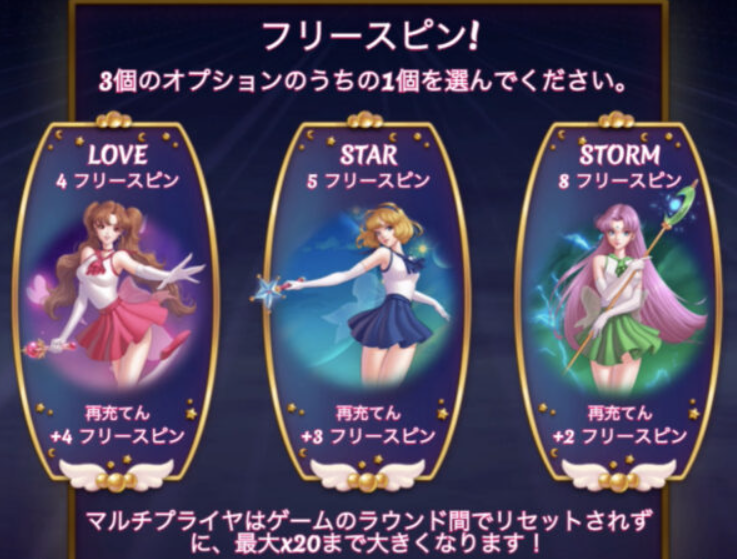 フリースピン!
3個のオプションのうちの1個を選んでください。
LOVE
4 フリースピン
STAR
5 フリースピン
STORM
8 フリースピン
再充てん
+4 フリースピン
再充てん
+3 フリースピン
再充てん
+2 フリースピン
マルチプライヤはゲームのラウンド間でリセットされず
に、最大x20まで大きくなります！